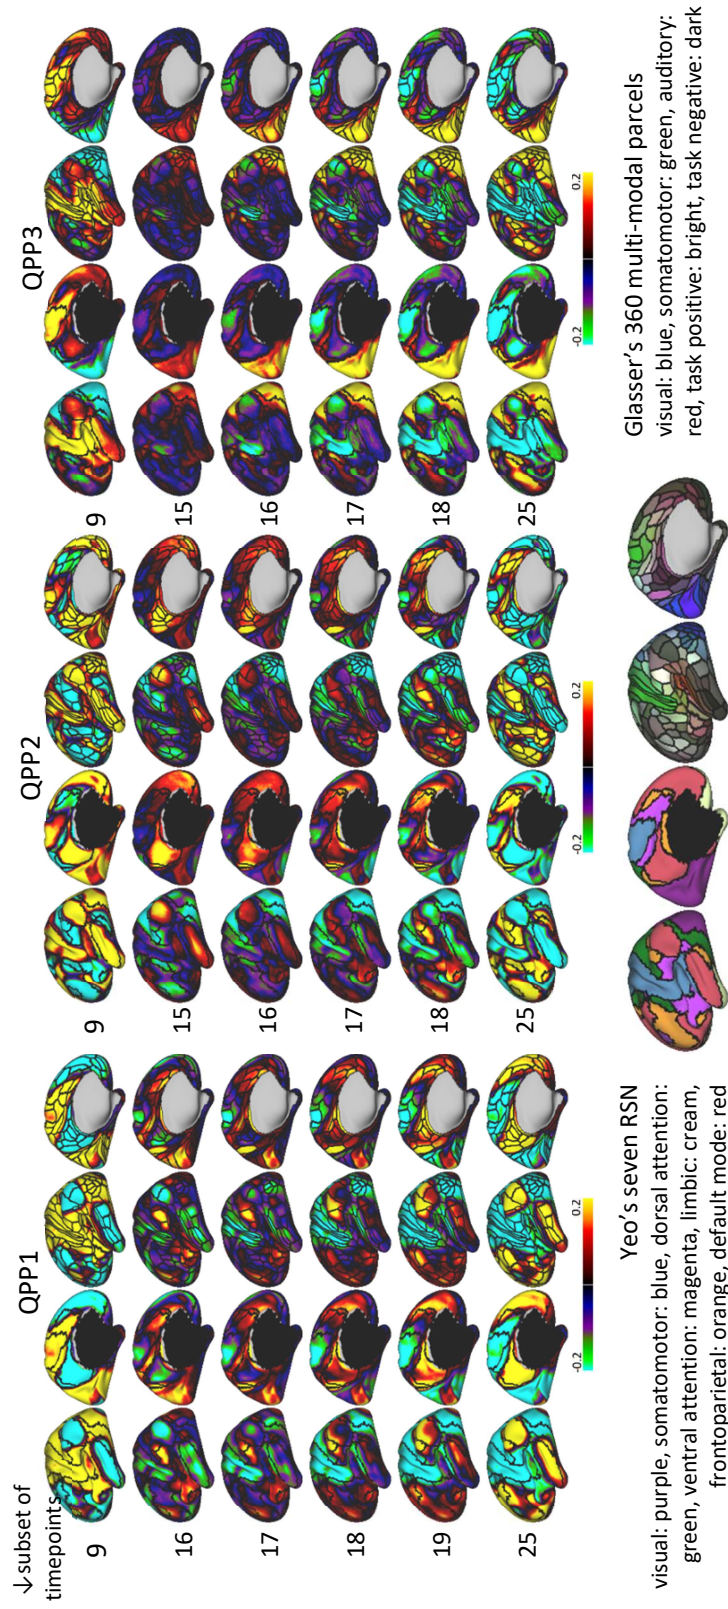 ↓subset of
timepoints
QPP1
9
16
17
18
19
25
-0.2
0.2
QPP2
9
15
16
17
18
25
-0.2
0.2
QPP3
9
15
16
17
18
25
-0.2
0.2
Yeo's seven RSN
visual: purple, somatomotor: blue, dorsal attention:
green, ventral attention: magenta, limbic: cream,
frontoparietal: orange, default mode: red
Glasser's 360 multi-modal parcels
visual: blue, somatomotor: green, auditory:
red, task positive: bright, task negative: dark